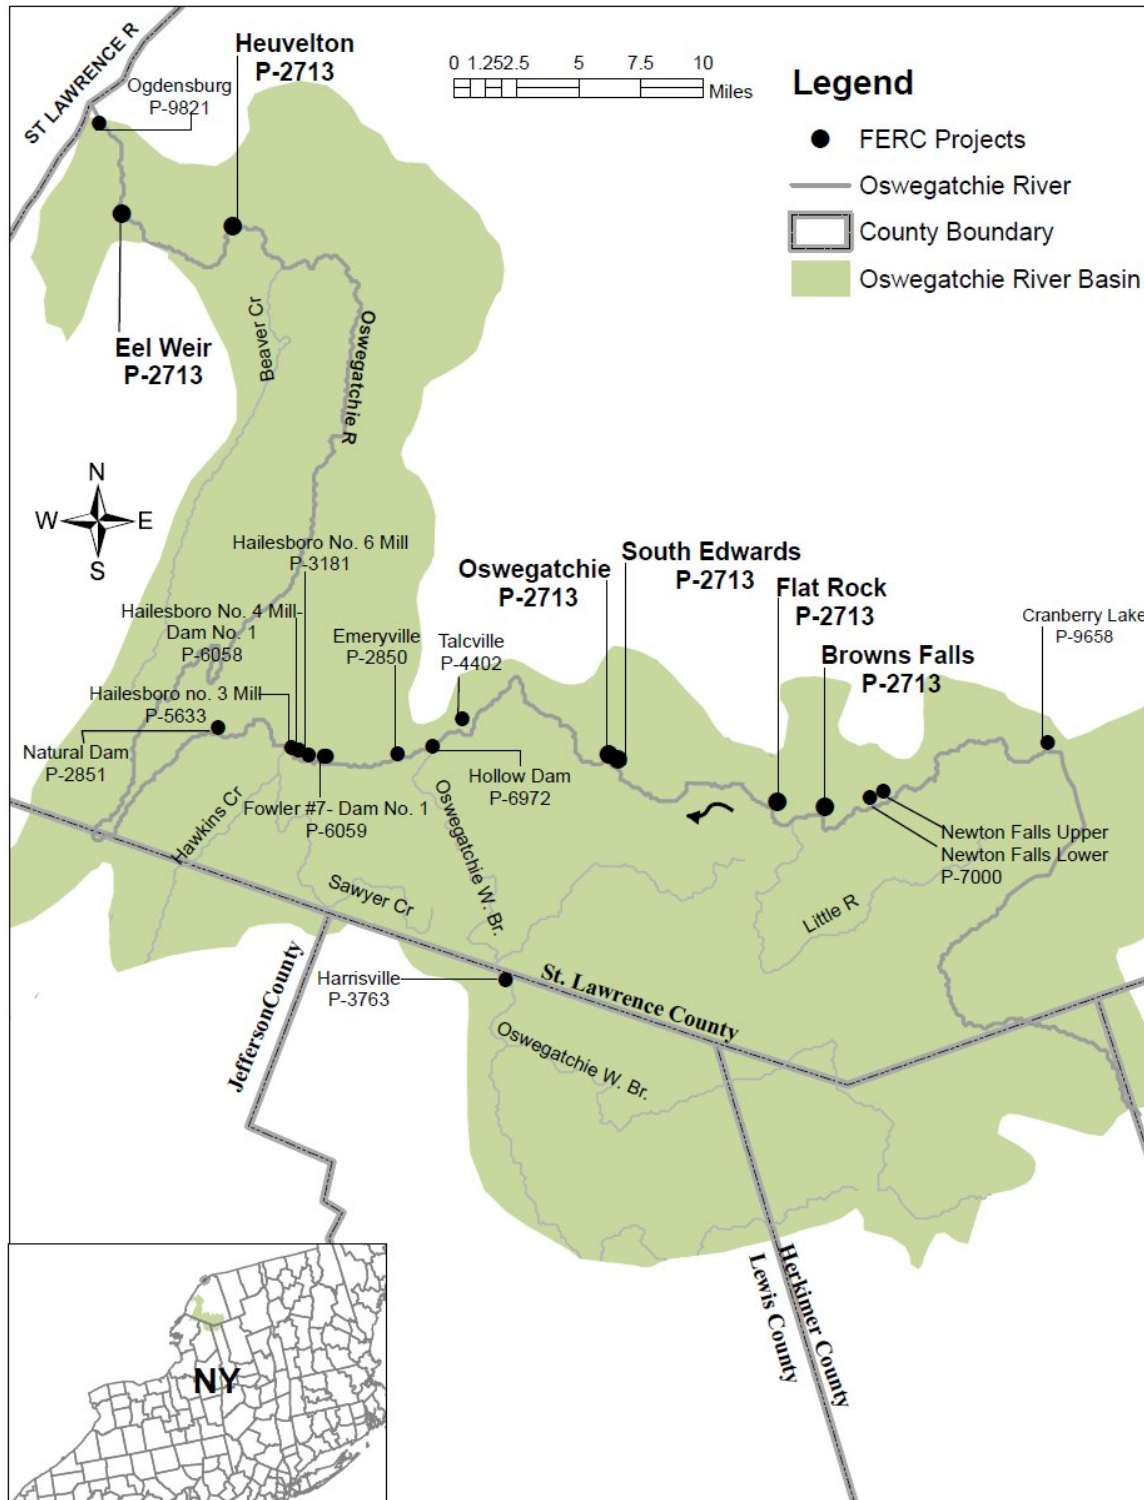 ST LAWRENCE R
Ogdensburg
P-9821
Heuvelton
P-2713
0 1.252.5 5 7.5 10
Miles
Legend
FERC Projects
Oswegatchie River
County Boundary
Oswegatchie River Basin
Eel Weir
P-2713
Beaver Cr
Oswegatchie R
N
W E
S
Hailesboro No. 6 Mill
P-3181
Hailesboro No. 4 Mill-
Dam No. 1
P-6058
Hailesboro no. 3 Mill
P-5633
Natural Dam
P-2851
Emeryville
P-2850
Talcville
P-4402
Oswegatchie
P-2713
South Edwards
P-2713
Flat Rock
P-2713
Browns Falls
P-2713
Cranberry Lake
P-9658
Hollow Dam
P-6972
Fowler #7- Dam No. 1
P-6059
Hawkins Cr
Sawyer Cr
Oswegatchie W. Br.
Newton Falls Upper
Newton Falls Lower
P-7000
Little R
Harrisville
P-3763
St. Lawrence County
JeffersonCounty
Oswegatchie W. Br.
Lewis County
Herkimer County
NY